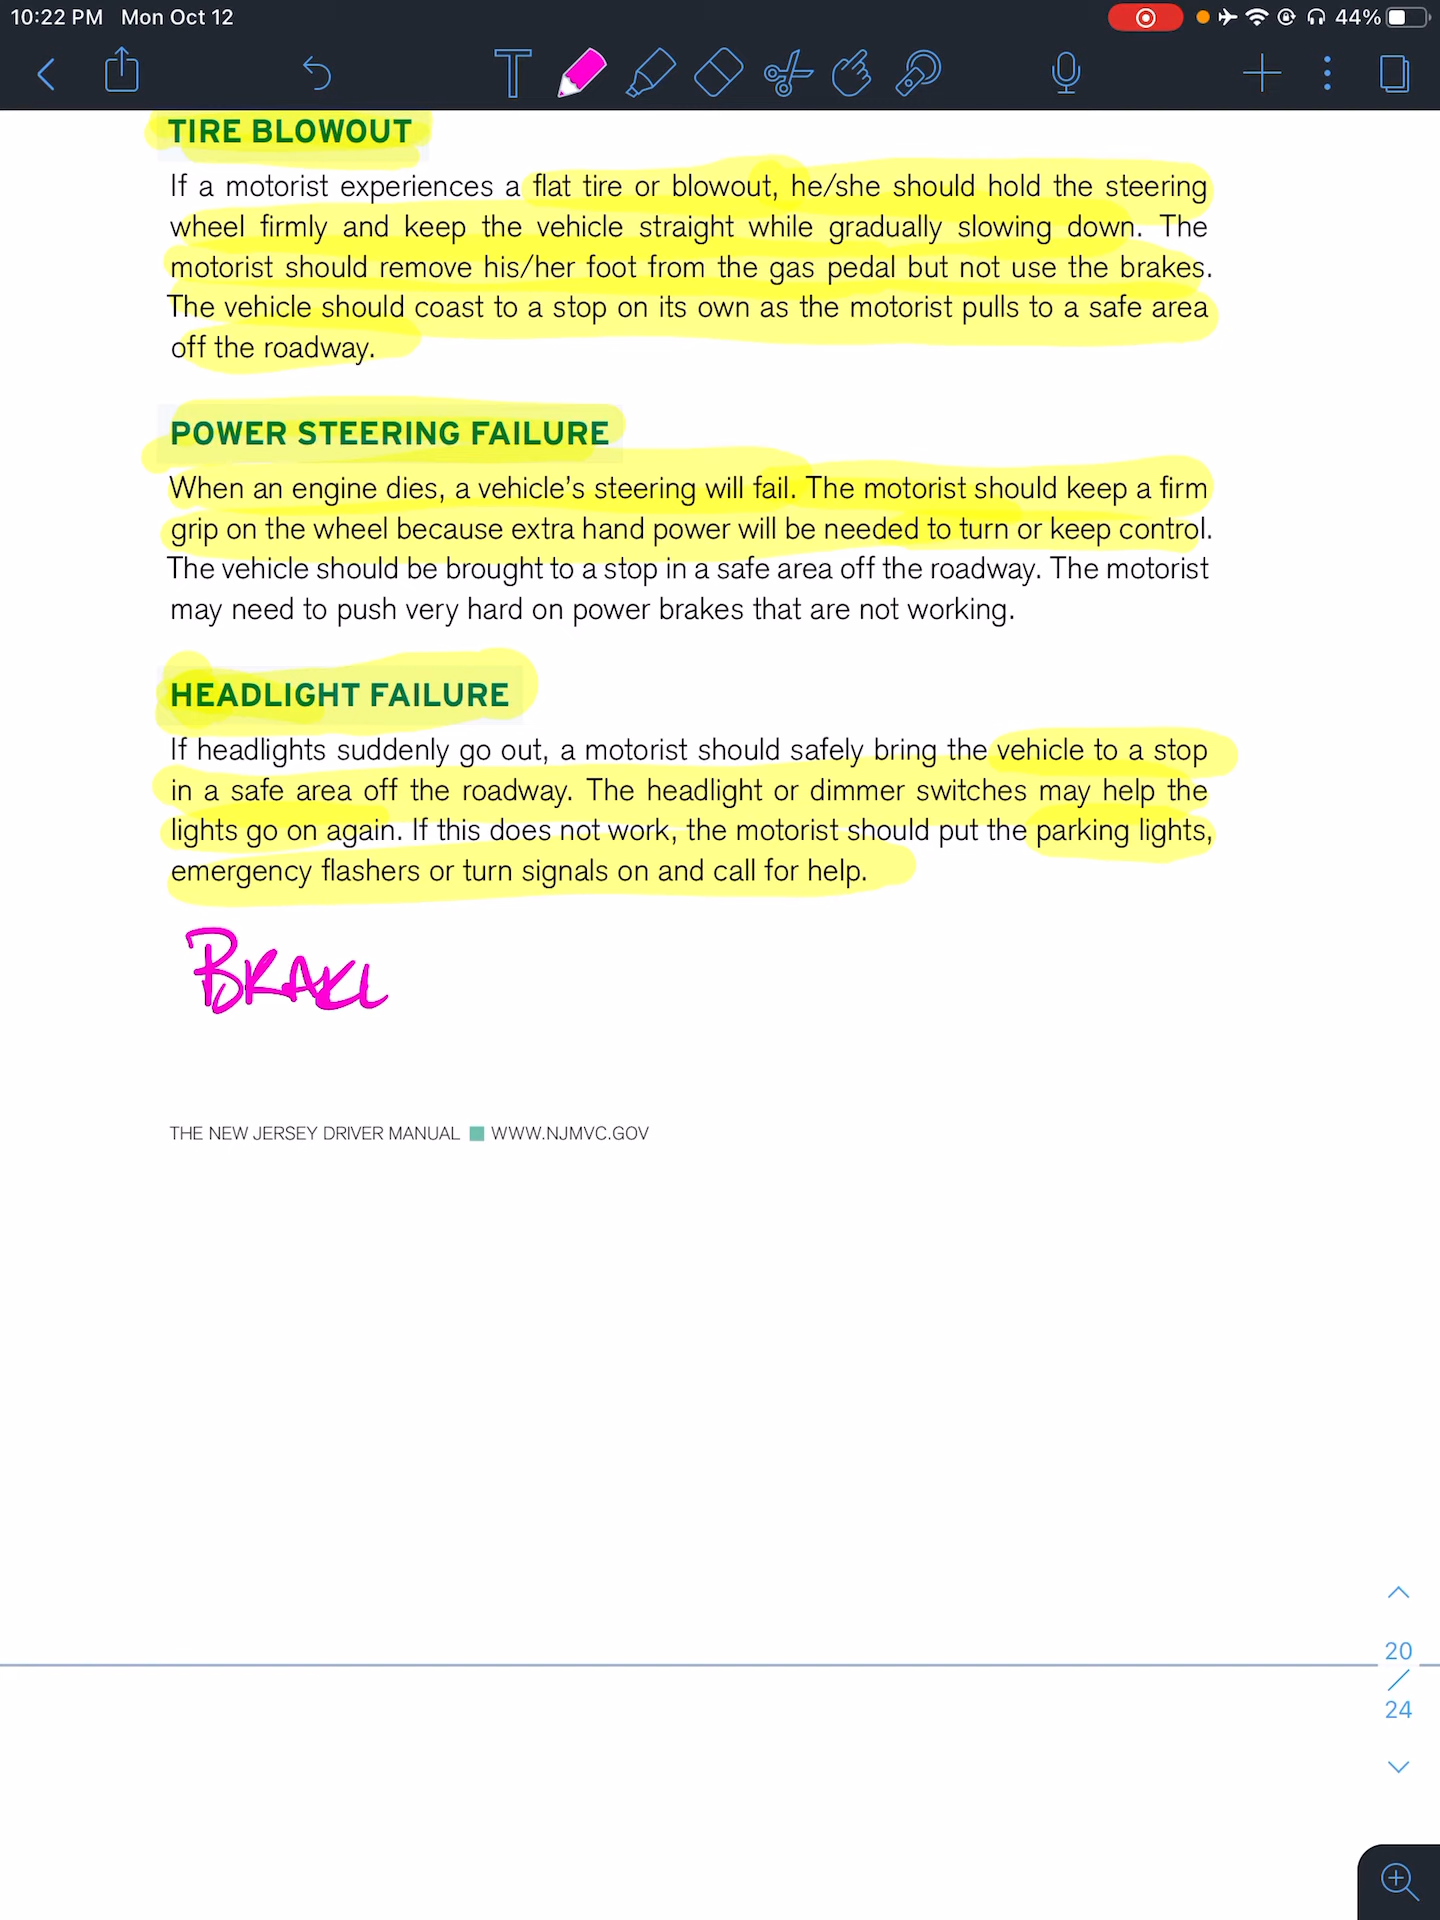 10:22 PM Mon Oct 12 44%
TIRE BLOWOUT
If a motorist experiences a flat tire or blowout, he/she should hold the steering
wheel firmly and keep the vehicle straight while gradually slowing down. The
motorist should remove his/her foot from the gas pedal but not use the brakes.
The vehicle should coast to a stop on its own as the motorist pulls to a safe area
off the roadway.
POWER STEERING FAILURE
When an engine dies, a vehicle's steering will fail. The motorist should keep a firm
grip on the wheel because extra hand power will be needed to turn or keep control.
The vehicle should be brought to a stop in a safe area off the roadway. The motorist
may need to push very hard on power brakes that are not working.
HEADLIGHT FAILURE
If headlights suddenly go out, a motorist should safely bring the vehicle to a stop
in a safe area off the roadway. The headlight or dimmer switches may help the
lights go on again. If this does not work, the motorist should put the parking lights,
emergency flashers or turn signals on and call for help.
THE NEW JERSEY DRIVER MANUAL WWW.NJMVC.GOV
20
/
24